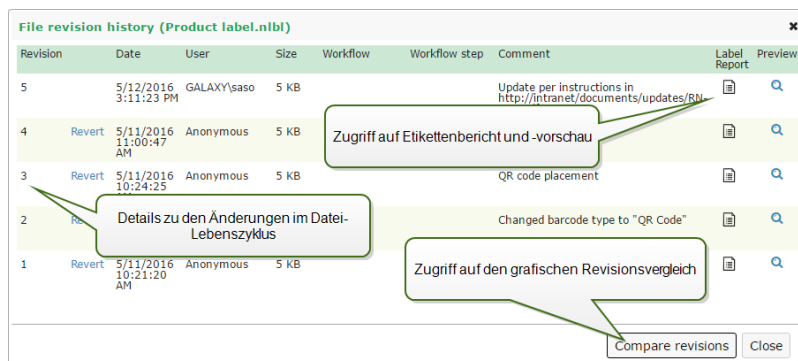 File revision history (Product label.nlbl)
Revision Date User Size Workflow Workflow step Comment Label Report Preview
5 5/12/2016 3:11:23 PM GALAXY\saso 5 KB Update per instructions in http://intranet/documents/updates/RN-
4 Revert 5/11/2016 11:00:47 AM Anonymous 5 KB
Zugriff auf Etikettenbericht und -vorschau
3 Revert 5/11/2016 10:24:25 Anonymous 5 KB QR code placement
Details zu den Änderungen im Datei-
Lebenszyklus
2 Changed barcode type to "QR Code"
1 Revert 5/11/2016 10:21:20 AM Anonymous 5 KB
Zugriff auf den grafischen Revisionsvergleich
Compare revisions Close